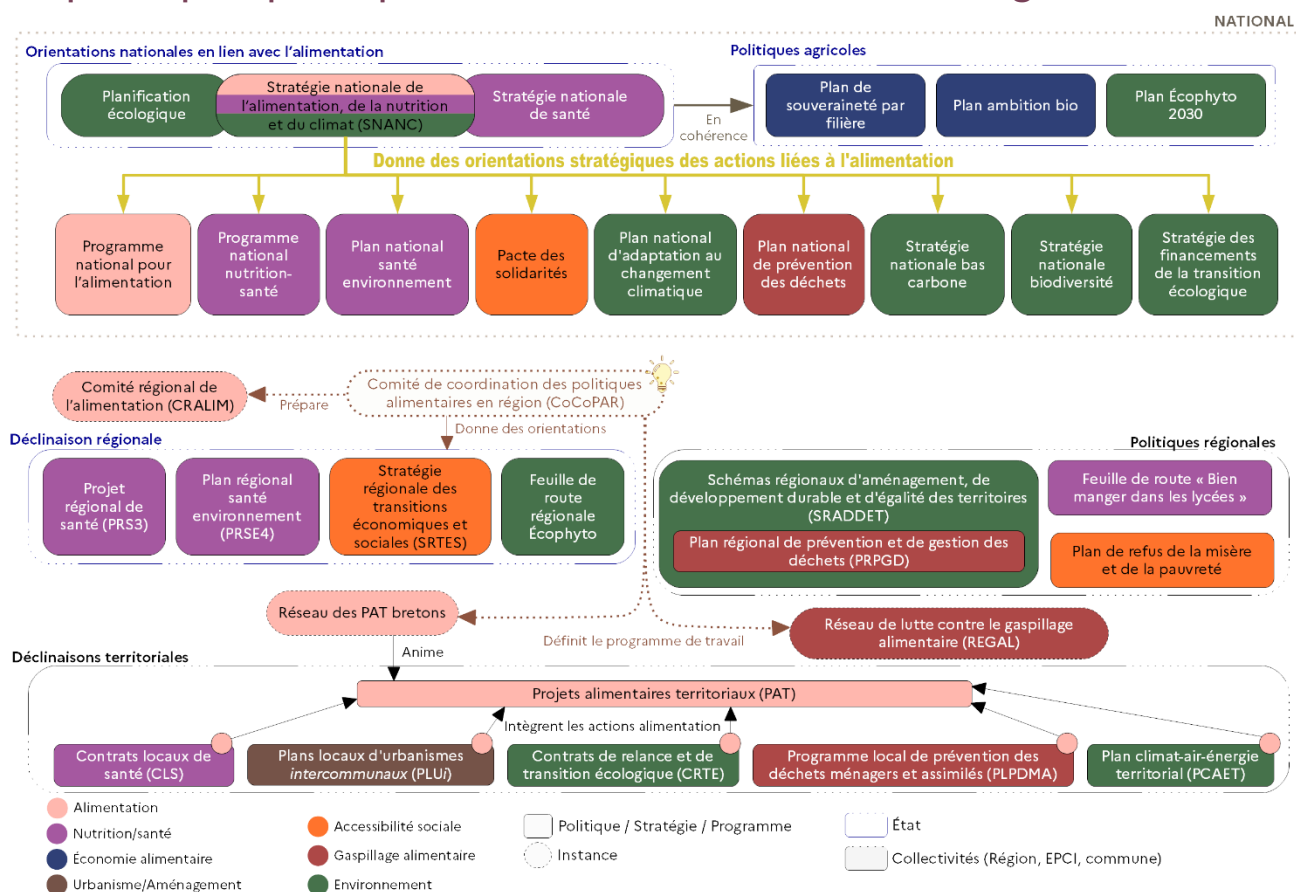 NATIONAL
Orientations nationales en lien avec l'alimentation
Planification
écologique
Stratégie nationale de
l'alimentation, de la nutrition
et du climat (SNANC)
Stratégie nationale
de santé
En
cohérence
Politiques agricoles
Plan de
souveraineté par
filière
Plan ambition bio
Plan Écophyto
2030
Donne des orientations stratégiques des actions liées à l'alimentation
Programme
national pour
l'alimentation
Programme
national
nutrition-
santé
Plan national
santé
environnement
Pacte des
solidarités
Plan national
d'adaptation au
changement
climatique
Plan national
de prévention
des déchets
Stratégie
nationale bas
carbone
Stratégie
nationale
biodiversité
Stratégie des
financements
de la transition
écologique
Comité régional de
l'alimentation (CRALIM)
Prépare
Comité de coordination des politiques
alimentaires en région (CoCoPAR)
Donne des orientations
Déclinaison régionale
Projet
régional de
santé (PRS3)
Plan régional
santé
environnement
(PRSE4)
Stratégie
régionale des
transitions
économiques et
sociales (SRTES)
Feuille de
route
régionale
Écophyto
Politiques régionales
Schémas régionaux d'aménagement, de
développement durable et d'égalité des territoires
(SRADDET)
Plan régional de prévention et de gestion des
déchets (PRPGD)
Feuille de route « Bien
manger dans les lycées »
Plan de refus de la misère
et de la pauvreté
Réseau des PAT bretons
Définit le programme de travail
Réseau de lutte contre le gaspillage
alimentaire (REGAL)
Anime
Déclinaisons territoriales
Projets alimentaires territoriaux (PAT)
Intègrent les actions alimentation
Contrats locaux de
santé (CLS)
Plans locaux d'urbanismes
intercommunaux (PLUi)
Contrats de relance et de
transition écologique (CRTE)
Programme local de prévention des
déchets ménagers et assimilés (PLPDMA)
Plan climat-air-énergie
territorial (PCAET)
Alimentation
Nutrition/santé
Économie alimentaire
Urbanisme/Aménagement
Accessibilité sociale
Gaspillage alimentaire
Environnement
Politique / Stratégie / Programme
Instance
État
Collectivités (Région, EPCI, commune)